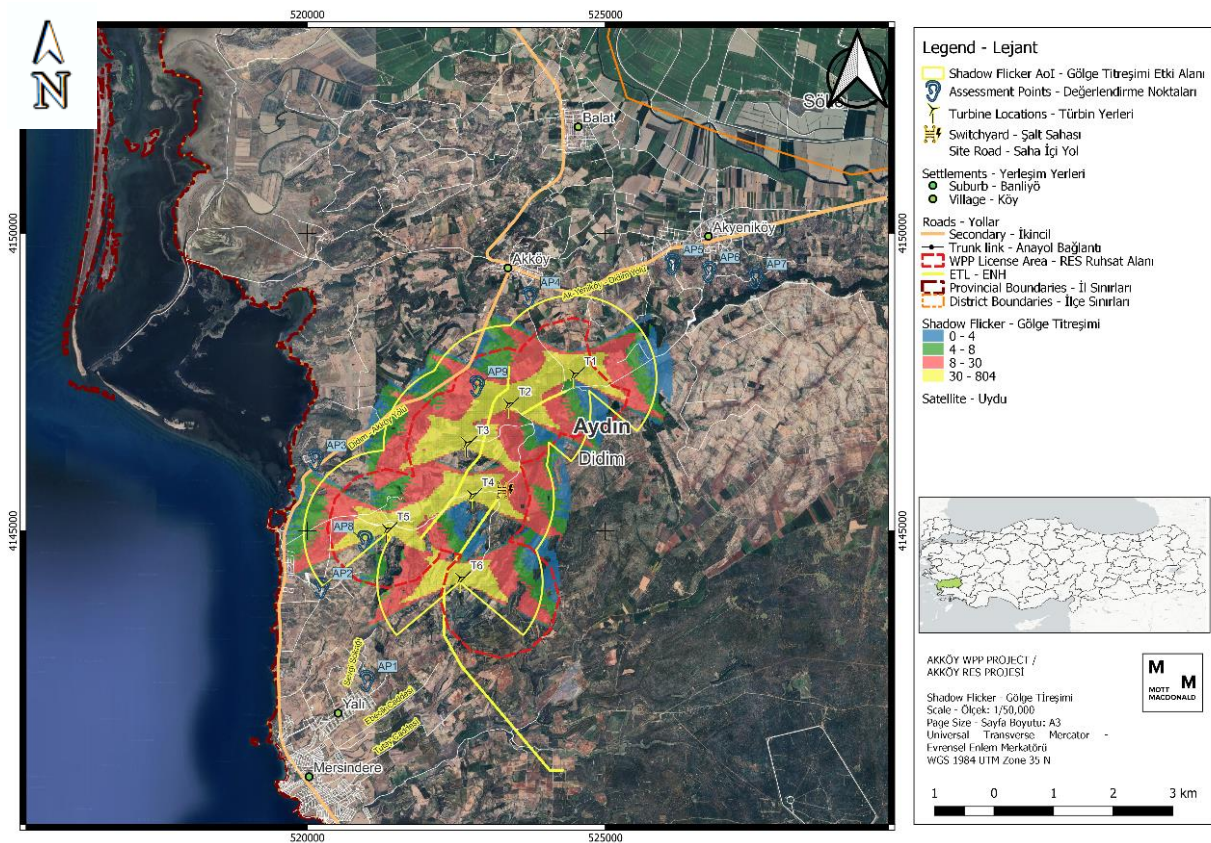 N
520000
525000
Balat
Akyeniköy
4150000
4150000
Akköy
AP5
AP6
AP7
AP4
Ak-Yeniköy - Didim Yolu
T1
AP9
T2
Didim - Akköy Yolu
T3
Aydın
Didim
AP3
T4
T5
4145000
4145000
AP8
T6
AP2
AP1
Yalı
Turay Caddesi
Mersindere
520000
525000
Legend - Lejant
Shadow Flicker AoI - Gölge Titreşimi Etki Alanı
Assessment Points - Değerlendirme Noktaları
Turbine Locations - Türbin Yerleri
Switchyard - Şalt Sahası
Site Road - Saha İçi Yol
Settlements - Yerleşim Yerleri
Suburb - Banliyö
Village - Köy
Roads - Yollar
Secondary - İkincil
Trunk link - Anayol Bağlantı
WPP License Area - RES Ruhsat Alanı
ETL - ENH
Provincial Boundaries - İl Sınırları
District Boundaries - İlçe Sınırları
Shadow Flicker - Gölge Titreşimi
0 - 4
4 - 8
8 - 30
30 - 804
Satellite - Uydu
AKKÖY WPP PROJECT /
AKKÖY RES PROJESİ
M
M
MOTT
MACDONALD
Shadow Flicker - Gölge Tireşimi
Scale - Ölçek: 1/50,000
Page Size - Sayfa Boyutu: A3
Universal Transverse Mercator -
Evrensel Enlem Merkatörü
WGS 1984 UTM Zone 35 N
1 0 1 2 3 km